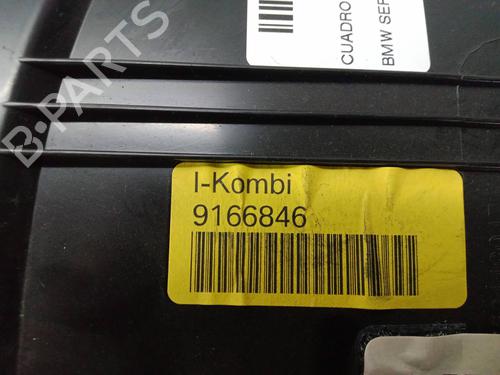 CUADRO
BMW SER
B-PARTS
I-Kombi
9166846